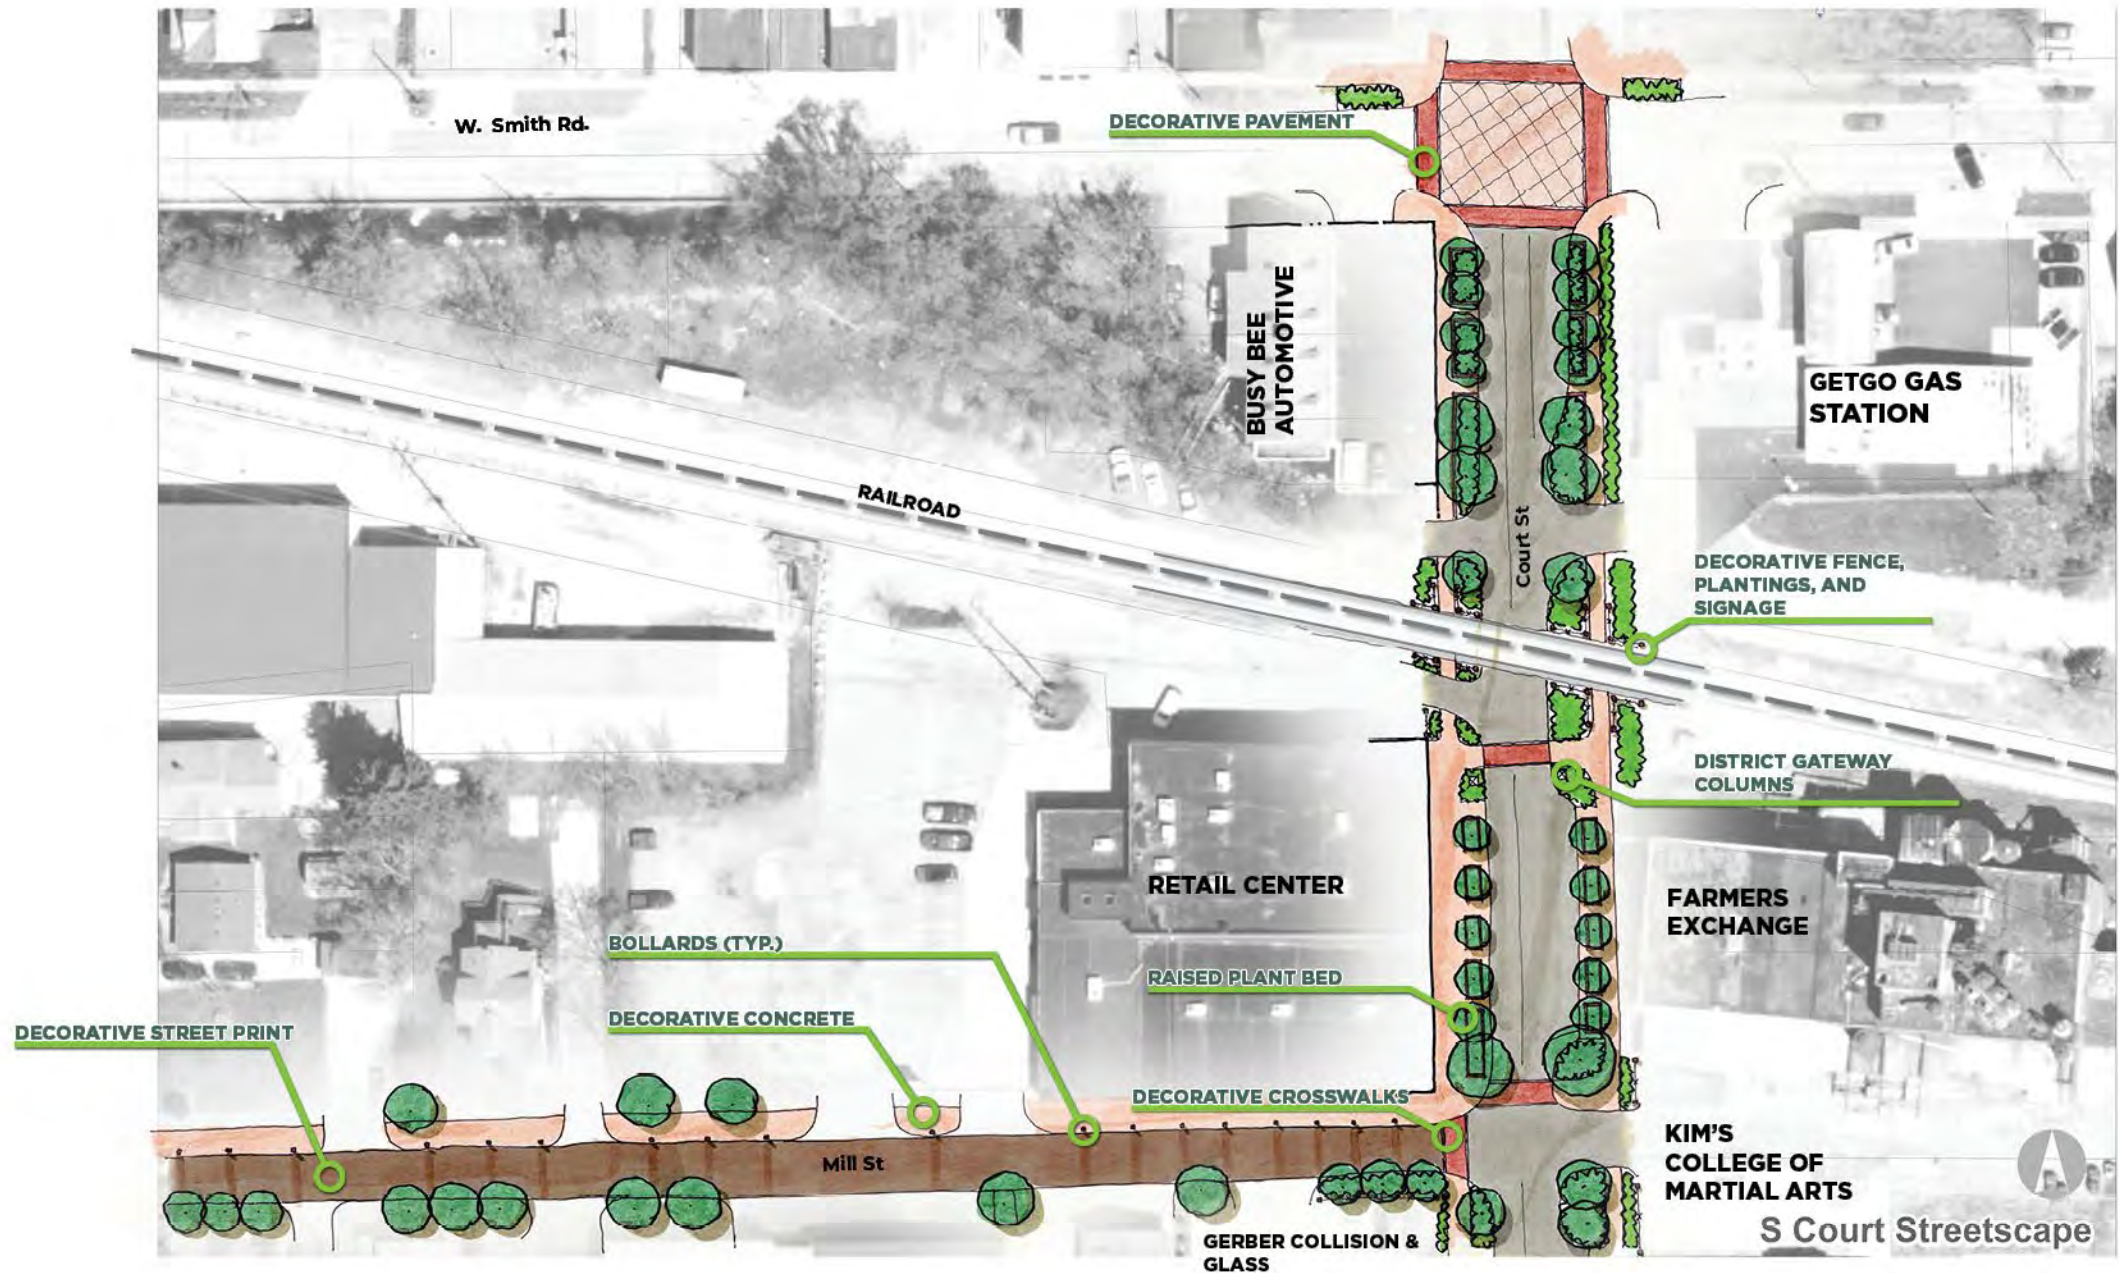 W. Smith Rd.
DECORATIVE PAVEMENT
BUSY BEE
AUTOMOTIVE
GETGO GAS
STATION
RAILROAD
Court St
DECORATIVE FENCE,
PLANTINGS, AND
SIGNAGE
DISTRICT GATEWAY
COLUMNS
RETAIL CENTER
FARMERS
EXCHANGE
BOLLARDS (TYP.)
RAISED PLANT BED
DECORATIVE STREET PRINT
DECORATIVE CONCRETE
DECORATIVE CROSSWALKS
Mill St
KIM'S
COLLEGE OF
MARTIAL ARTS
S Court Streetscape
GERBER COLLISION &
GLASS